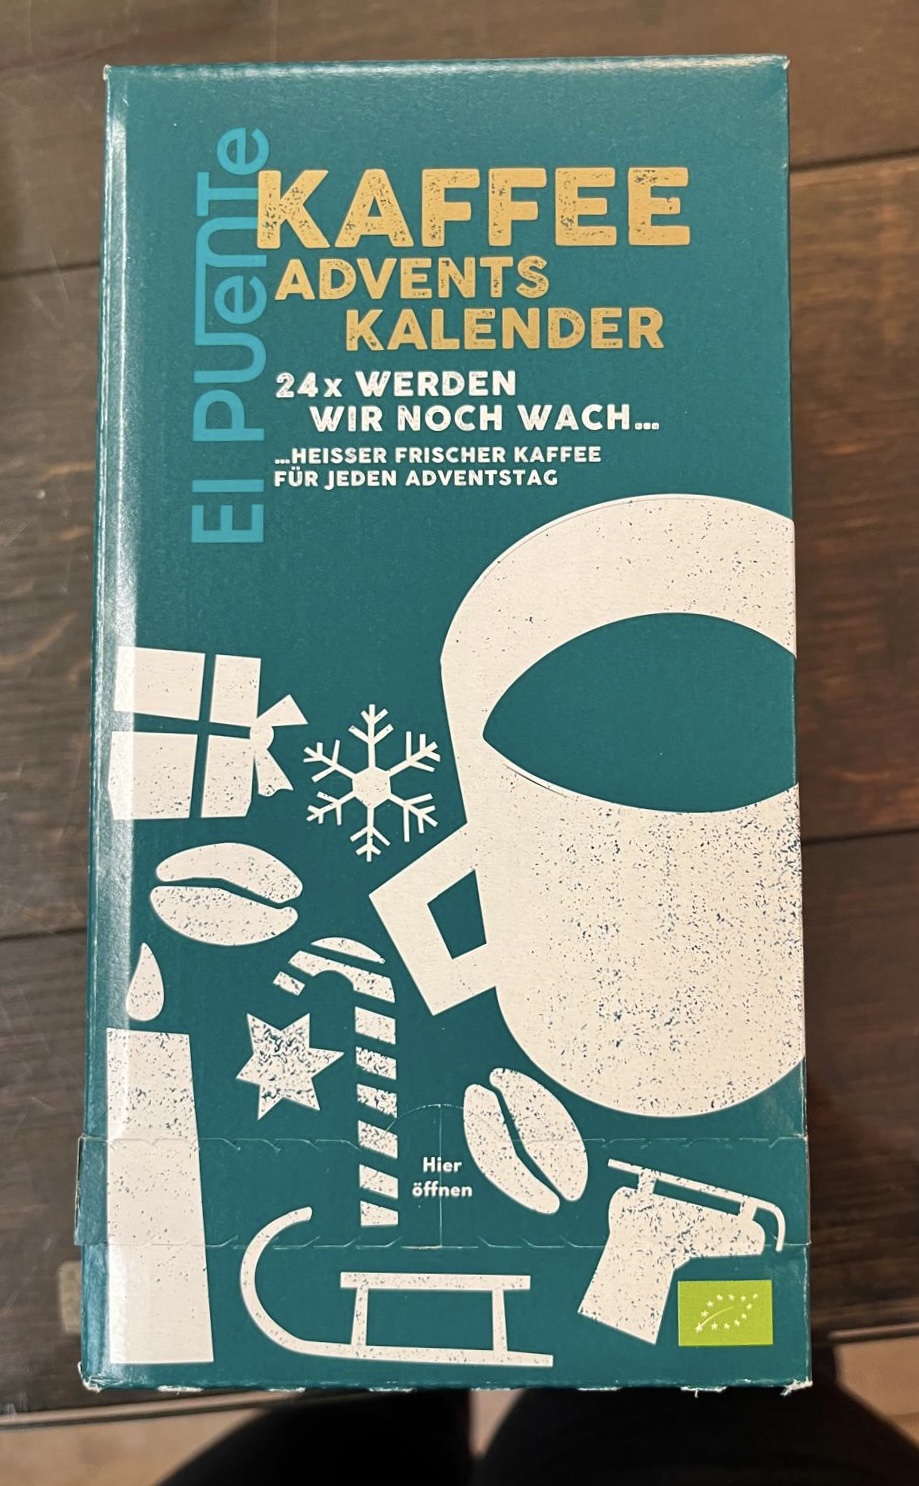 El PUeNTe
KAFFEE
ADVENTS
KALENDER
24x WERDEN
WIR NOCH WACH...
...HEISSER FRISCHER KAFFEE
FÜR JEDEN ADVENTSTAG
Hier
öffnen